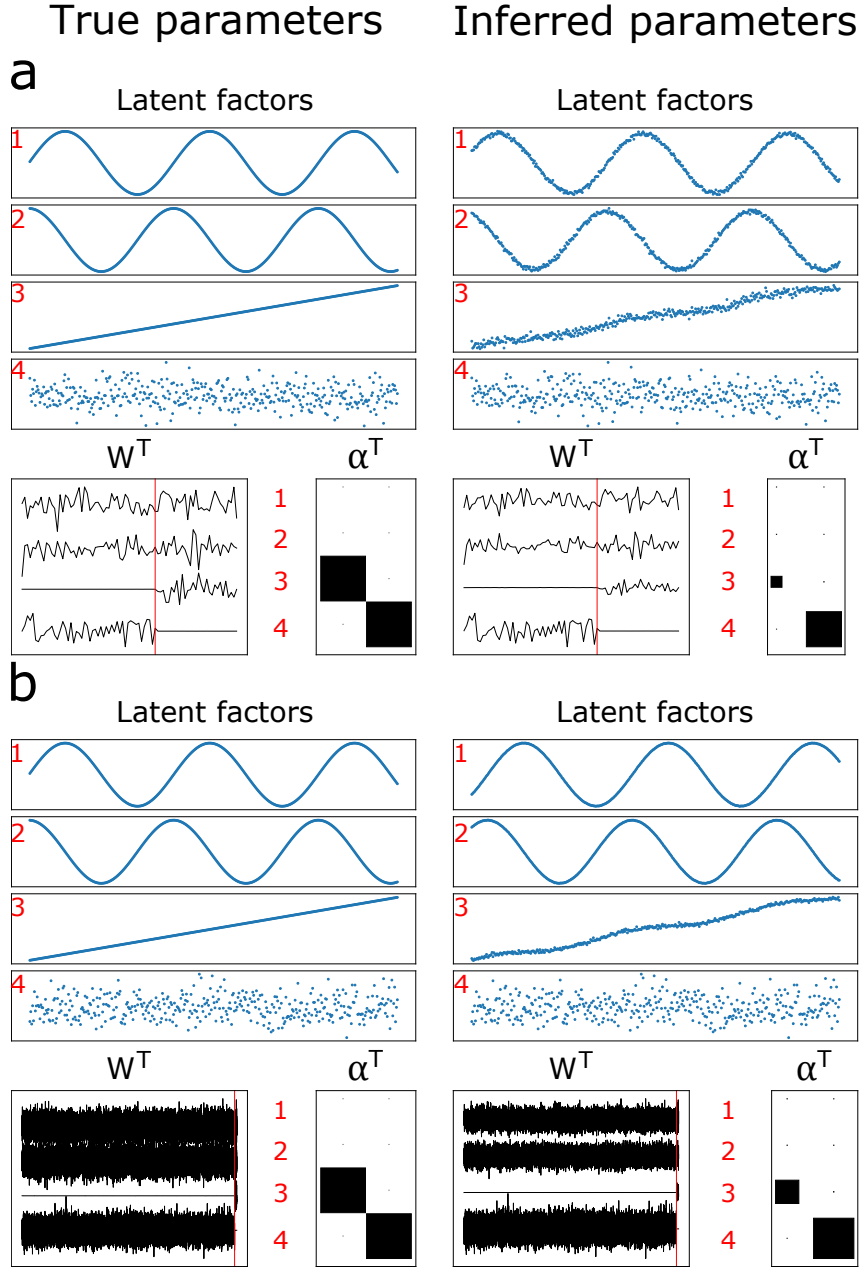 True parameters Inferred parameters
a
Latent factors Latent factors
1 1
2 2
3 3
4 4
W^T α^T W^T α^T
1 1
2 2
3 3
4 4
b
Latent factors Latent factors
1 1
2 2
3 3
4 4
W^T α^T W^T α^T
1 1
2 2
3 3
4 4